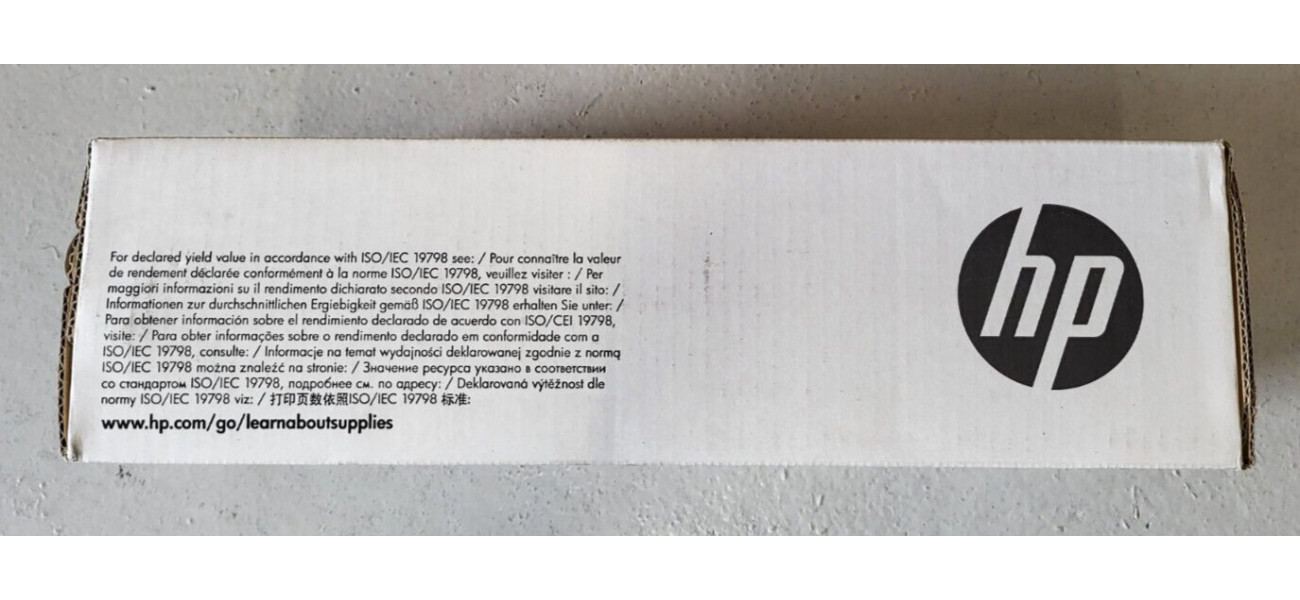 For declared yield value in accordance with ISO/IEC 19798 see: / Pour connaître la valeur
de rendement déclarée conformément à la norme ISO/IEC 19798, veuillez visiter : / Per
maggiori informazioni su il rendimento dichiarato secondo ISO/IEC 19798 visitare il sito: /
Informationen zur durchschnittlichen Ergiebigkeit gemäß ISO/IEC 19798 erhalten Sie unter: /
Para obtener información sobre el rendimiento declarado de acuerdo con ISO/CEI 19798,
visite: / Para obter informações sobre o rendimento declarado em conformidade com a
ISO/IEC 19798, consulte: / Informacje na temat wydajności deklarowanej zgodnie z normą
ISO/IEC 19798 można znaleźć na stronie: / Значение ресурса указано в соответствии
со стандартом ISO/IEC 19798, подробнее см. по адресу: / Deklarovaná výtěžnost dle
normy ISO/IEC 19798 viz: / 打印页数依照ISO/IEC 19798 标准:
www.hp.com/go/learnaboutsupplies
hp